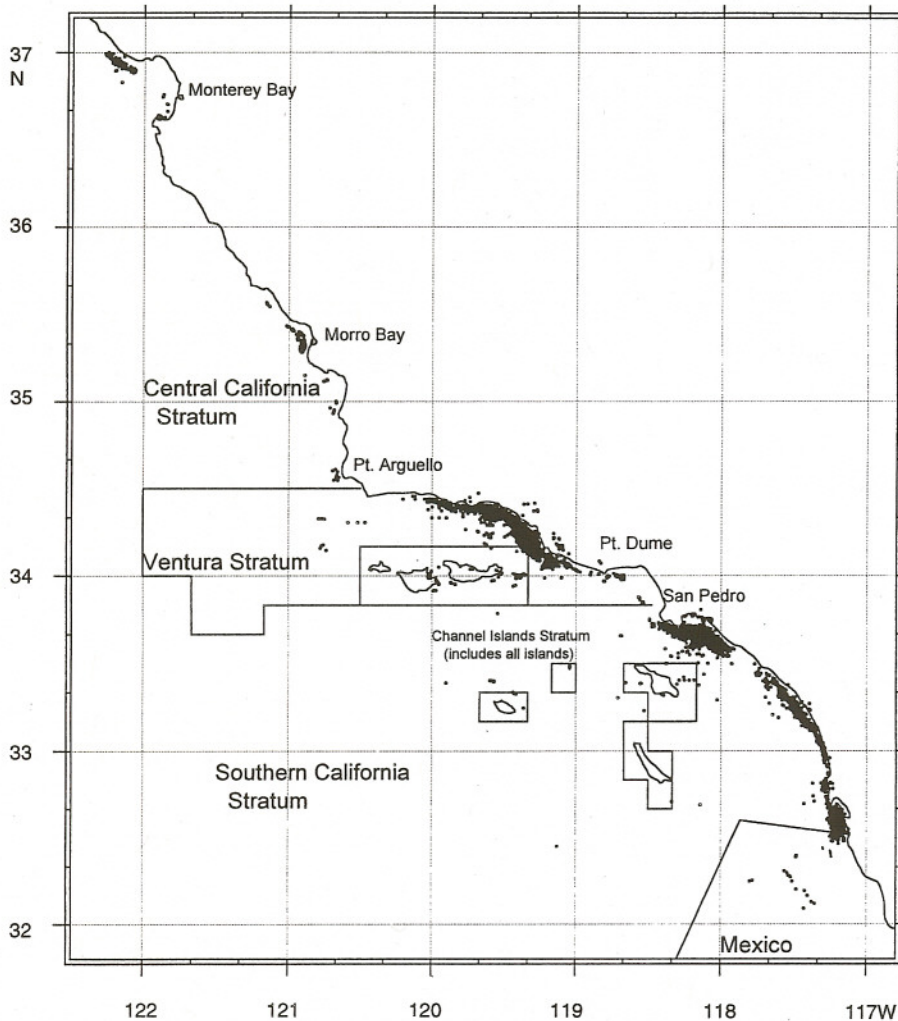 37
N
Monterey Bay
36
Morro Bay
35
Central California
Stratum
Pt. Arguello
Ventura Stratum
Pt. Dume
34
San Pedro
Channel Islands Stratum
(includes all islands)
33
Southern California
Stratum
32
Mexico
122
121
120
119
118
117W